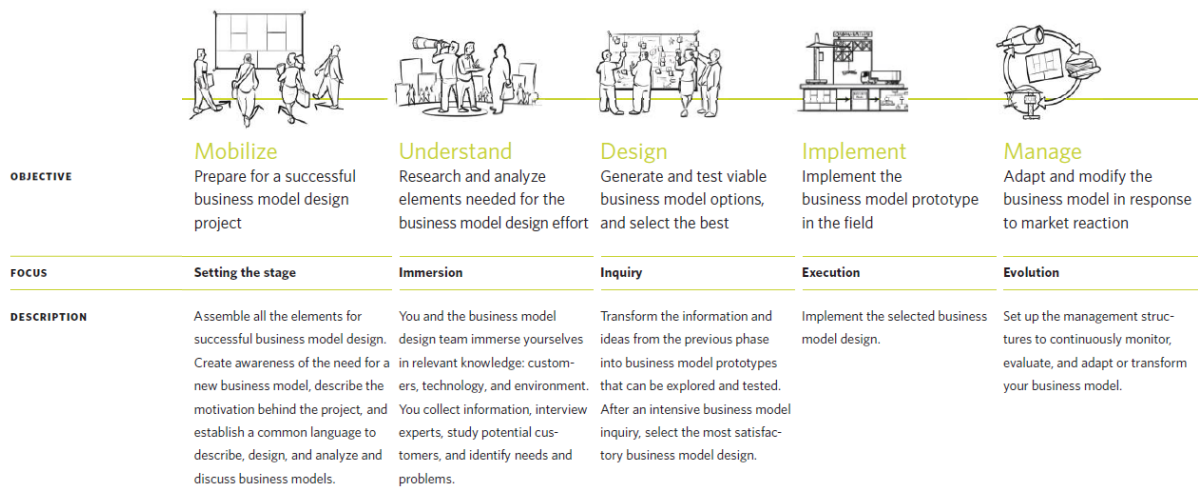 Mobilize
Understand
Design
Implement
Manage
OBJECTIVE
Prepare for a successful
business model design
project
Research and analyze
elements needed for the
business model design effort
Generate and test viable
business model options,
and select the best
Implement the
business model prototype
in the field
Adapt and modify the
business model in response
to market reaction
FOCUS
Setting the stage
Immersion
Inquiry
Execution
Evolution
DESCRIPTION
Assemble all the elements for
successful business model design.
Create awareness of the need for a
new business model, describe the
motivation behind the project, and
establish a common language to
describe, design, and analyze and
discuss business models.
You and the business model
design team immerse yourselves
in relevant knowledge: custom-
ers, technology, and environment.
You collect information, interview
experts, study potential cus-
tomers, and identify needs and
problems.
Transform the information and
ideas from the previous phase
into business model prototypes
that can be explored and tested.
After an intensive business model
inquiry, select the most satisfac-
tory business model design.
Implement the selected business
model design.
Set up the management struc-
tures to continuously monitor,
evaluate, and adapt or transform
your business model.